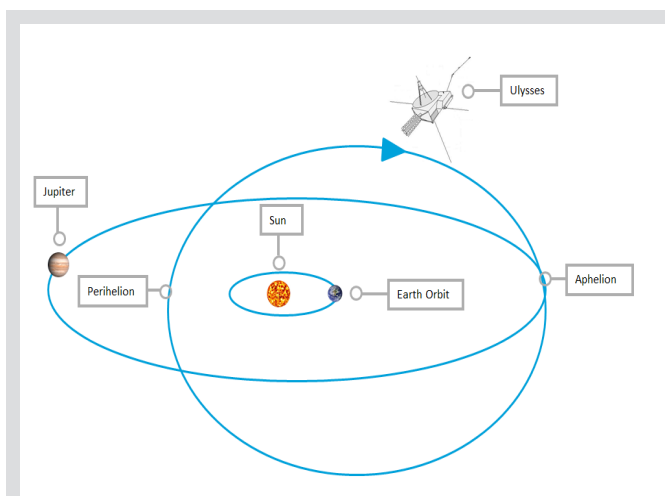 Ulysses
Jupiter
Sun
Perihelion
Earth Orbit
Aphelion